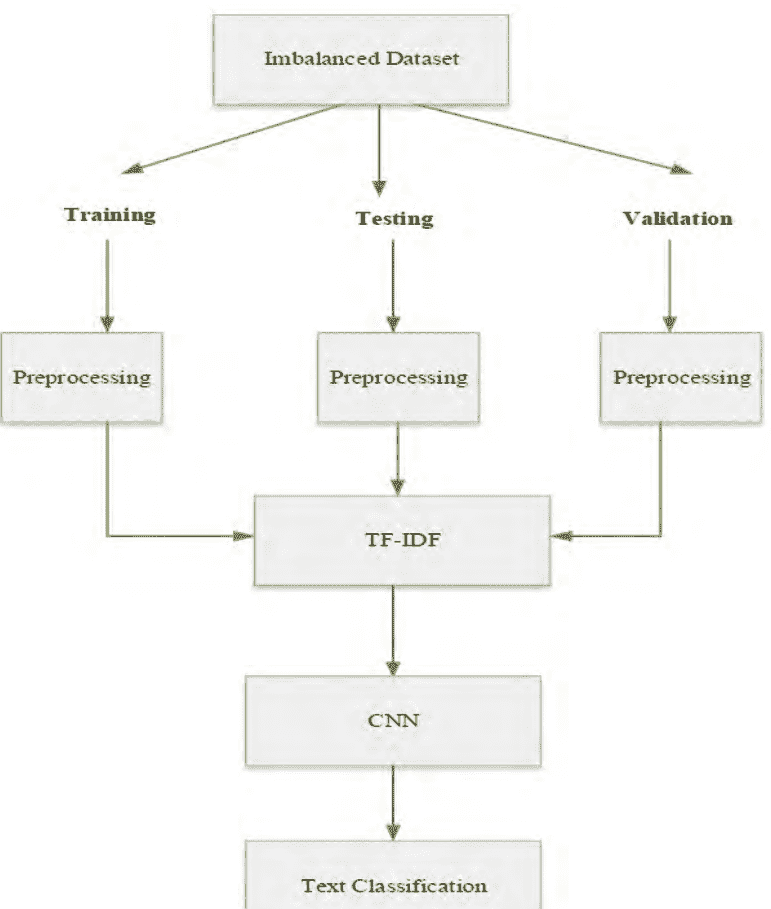 Imbalanced Dataset
Training
Testing
Validation
Preprocessing
Preprocessing
Preprocessing
TF-IDF
CNN
Text Classification